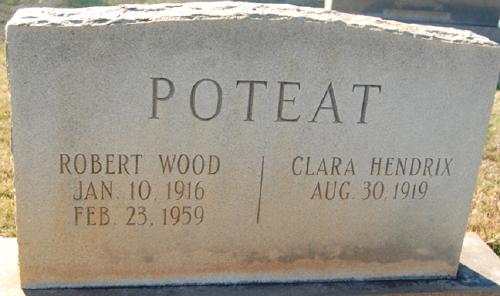 POTEAT
ROBERT WOOD
JAN. 10, 1916
FEB. 23, 1959
CLARA HENDRIX
AUG. 30, 1919